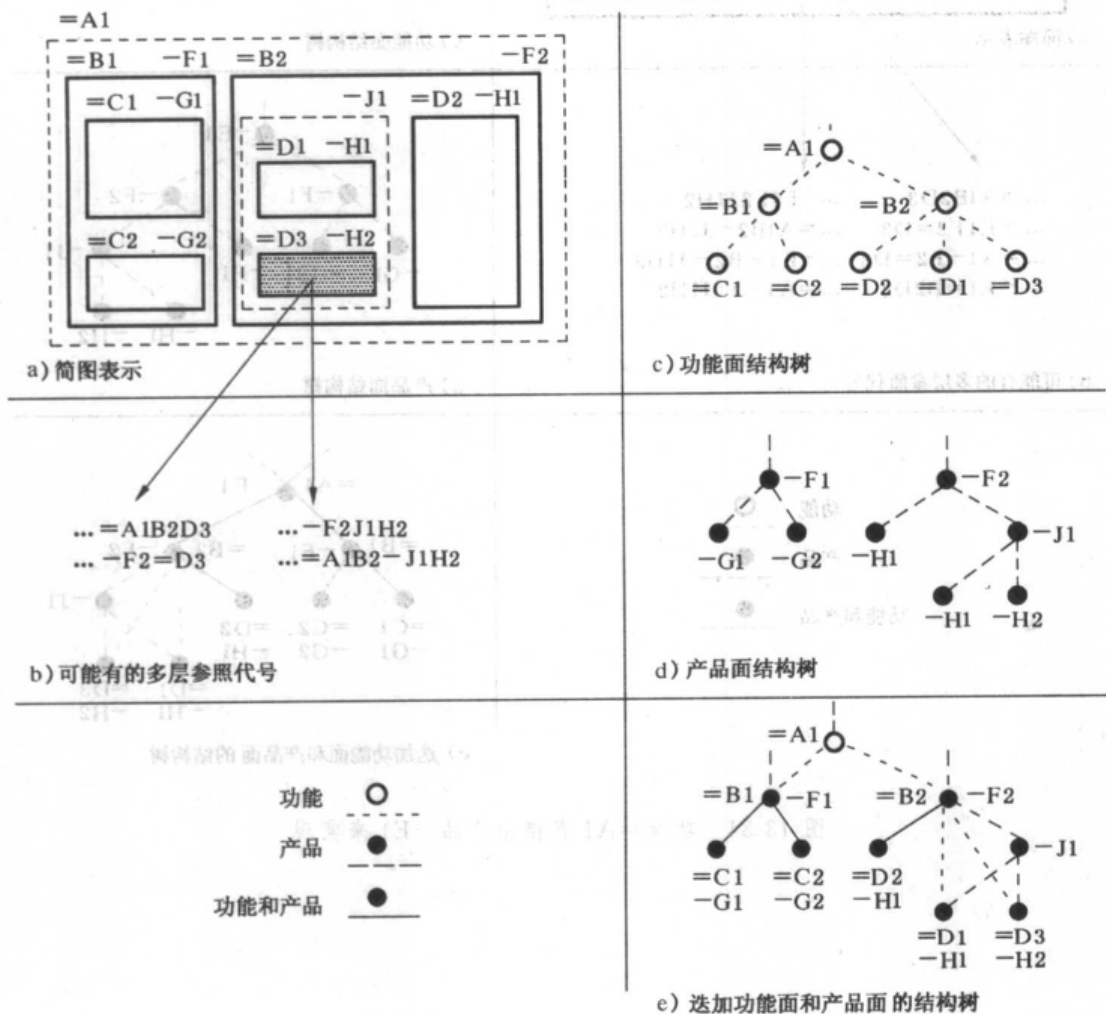 =A1
=B1 −F1 =B2 −F2
=C1 −G1 −J1 =D2 −H1
=D1 −H1
=C2 −G2 =D3 −H2
a)简图表示
... =A1B2D3 ... −F2J1H2
... −F2=D3 ... =A1B2−J1H2
b)可能有的多层参照代号
功能
产品
功能和产品
=A1
=B1 =B2
=C1 =C2 =D2 =D1 =D3
c)功能面结构树
−F1 −F2
−G1 −G2 −H1 −J1
−H1 −H2
d)产品面结构树
=A1
=B1 −F1 =B2 −F2
−J1
=C1 =C2 =D2
−G1 −G2 −H1
=D1 =D3
−H1 −H2
e)迭加功能面和产品面的结构树